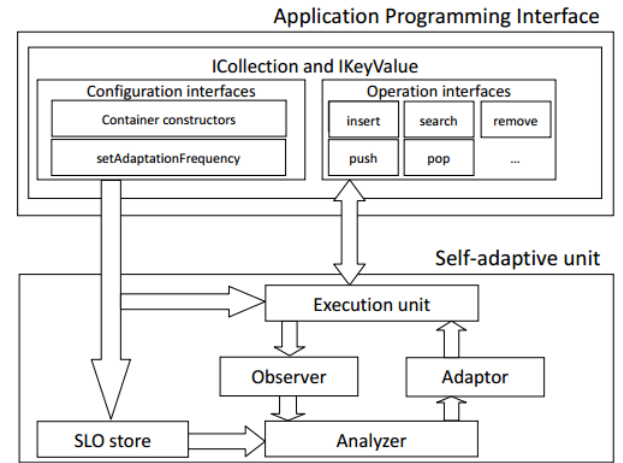 Application Programming Interface
ICollection and IKeyValue
Configuration interfaces
Container constructors
setAdaptationFrequency
Operation interfaces
insert
search
remove
push
pop
...
Self-adaptive unit
Execution unit
Observer
Adaptor
SLO store
Analyzer